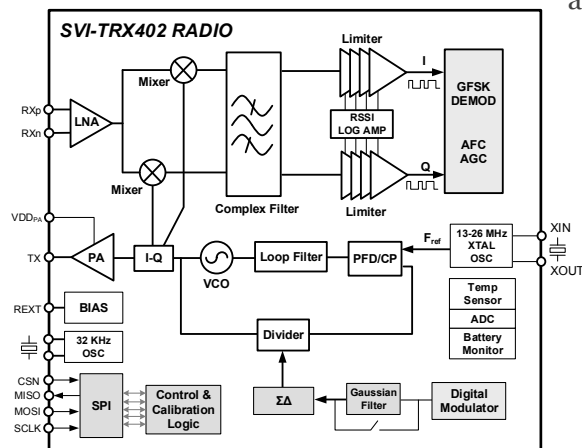 a
SVI-TRX402 RADIO
Mixer
Limiter
I
RXp
RXn
LNA
GFSK
DEMOD
AFC
AGC
RSSI
LOG AMP
Mixer
Q
Complex Filter
Limiter
VDDPA
TX
PA
I-Q
VCO
Loop Filter
PFD/CP
Fref
13-26 MHz
XTAL
OSC
XIN
XOUT
REXT
BIAS
Temp
Sensor
ADC
Battery
Monitor
32 KHz
OSC
Divider
CSN
MISO
MOSI
SCLK
SPI
Control &
Calibration
Logic
ΣΔ
Gaussian
Filter
Digital
Modulator